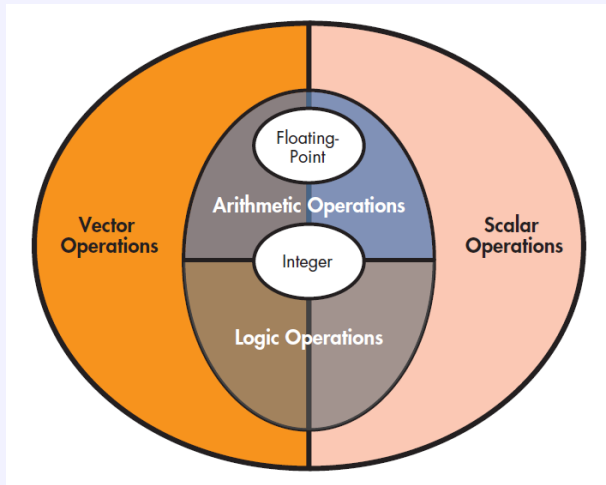 Floating-
Point
Arithmetic Operations
Vector
Operations
Scalar
Operations
Integer
Logic Operations